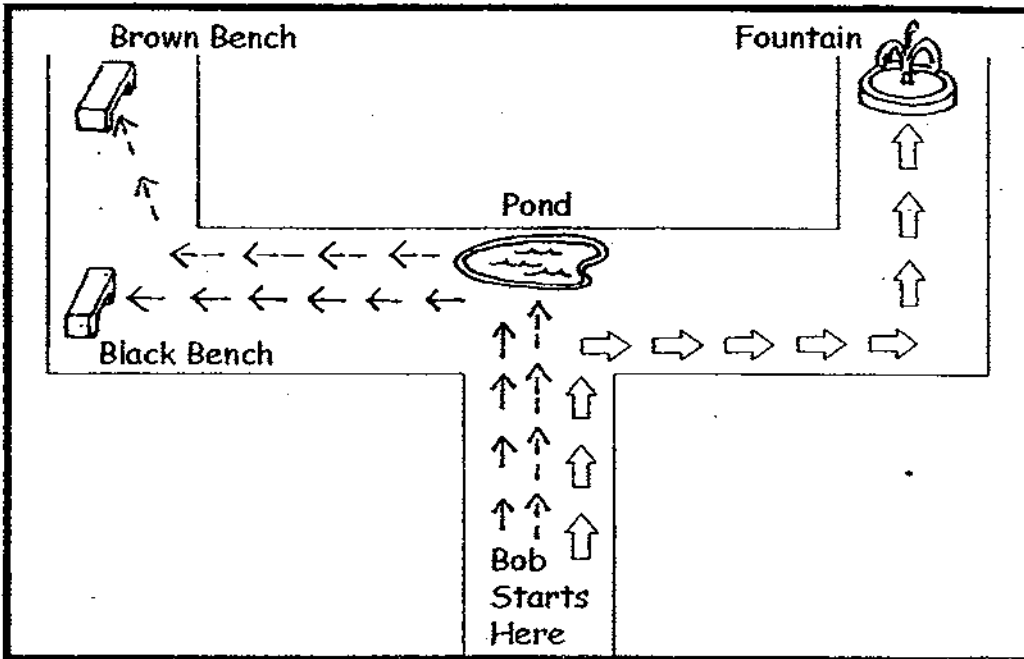 Brown Bench
Fountain
Pond
Black Bench
Bob
Starts
Here